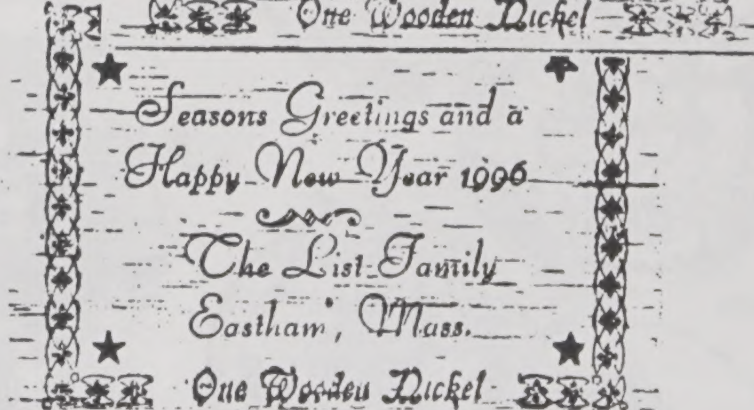 One Wooden Nickel
Seasons Greetings and a
Happy New Year 1996
The List Family
Eastham, Mass.
One Wooden Nickel